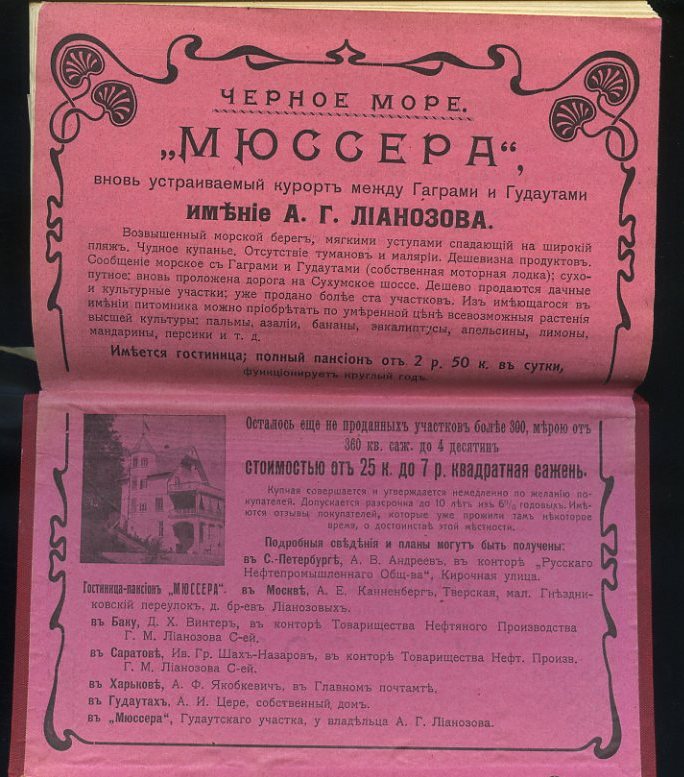 ЧЕРНОЕ МОРЕ.
„МЮССЕРА“,
вновь устраиваемый курортъ между Гаграми и Гудаутами
имѣніе А. Г. ЛІАНОЗОВА.
Возвышенный морской берегъ, мягкими уступами спадающій на широкій
пляжъ. Чудное купанье. Отсутствіе тумановъ и маляріи. Дешевизна продуктовъ.
Сообщеніе морское съ Гаграми и Гудаутами (собственная моторная лодка); сухо-
путное: вновь проложена дорога на Сухумское шоссе. Дешево продаются дачные
и культурные участки; уже продано болѣе ста участковъ. Изъ имѣющагося въ
имѣніи питомника можно пріобрѣтать по умѣренной цѣнѣ всевозможныя растенія
высшей культуры: пальмы, азаліи, бананы, эвкалиптусы, апельсины, лимоны,
мандарины, персики и т. д.
Имѣется гостиница; полный пансіонъ отъ 2 р. 50 к. въ сутки,
функціонируетъ круглый годъ.
Осталось еще не проданныхъ участковъ болѣе 300, мѣрою отъ
360 кв. саж. до 4 десятинъ
стоимостью отъ 25 к. до 7 р. квадратная сажень.
Купчая совершается и утверждается немедленно по желанію по-
купателей. Допускается разсрочка до 10 лѣтъ изъ 6% годовыхъ. Имѣ-
ются отзывы покупателей, которые уже прожили тамъ нѣкоторое
время, о достоинствѣ этой мѣстности.
Подробныя свѣдѣнія и планы могутъ быть получены:
въ С.-Петербургѣ, А. В. Андреевъ, въ конторѣ „Русскаго
Нефтепромышленнаго Общ-ва“, Кирочная улица.
Гостиница-пансіонъ „МЮССЕРА“.
въ Москвѣ, А. Е. Канненбергъ, Тверская, мал. Гнѣздни-
ковскій переулокъ, д. бр-евъ Ліанозовыхъ.
въ Баку, Д. Х. Винтеръ, въ конторѣ Товарищества Нефтяного Производства
Г. М. Ліанозова С-ей.
въ Саратовѣ, Ив. Гр. Шахъ-Назаровъ, въ конторѣ Товарищества Нефт. Произв.
Г. М. Ліанозова С-ей.
въ Харьковѣ, А. Ф. Якобкевичъ, въ Главномъ почтамтѣ.
въ Гудаутахъ, А. И. Цере, собственный домъ.
въ „Мюссера“, Гудаутскаго участка, у владѣльца А. Г. Ліанозова.